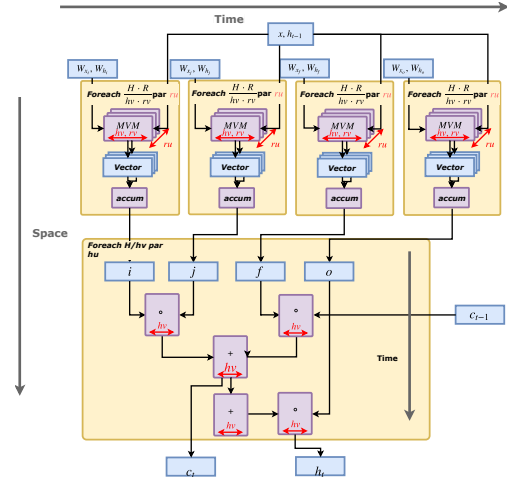 Time
x, h_{t-1}
W_{x_i}, W_{h_i}
W_{x_j}, W_{h_j}
W_{x_f}, W_{h_f}
W_{x_o}, W_{h_o}
Foreach \frac{H · R}{hv · rv} par ru
Foreach \frac{H · R}{hv · rv} par ru
Foreach \frac{H · R}{hv · rv} par ru
Foreach \frac{H · R}{hv · rv} par ru
MVM
hv, rv
ru
MVM
hv, rv
ru
MVM
hv, rv
ru
MVM
hv, rv
ru
Vector
Vector
Vector
Vector
accum
accum
accum
accum
Space
Foreach H/hv par
hu
i
j
f
o
∘
hv
∘
hv
c_{t-1}
+
hv
Time
+
hv
∘
hv
c_t
h_t